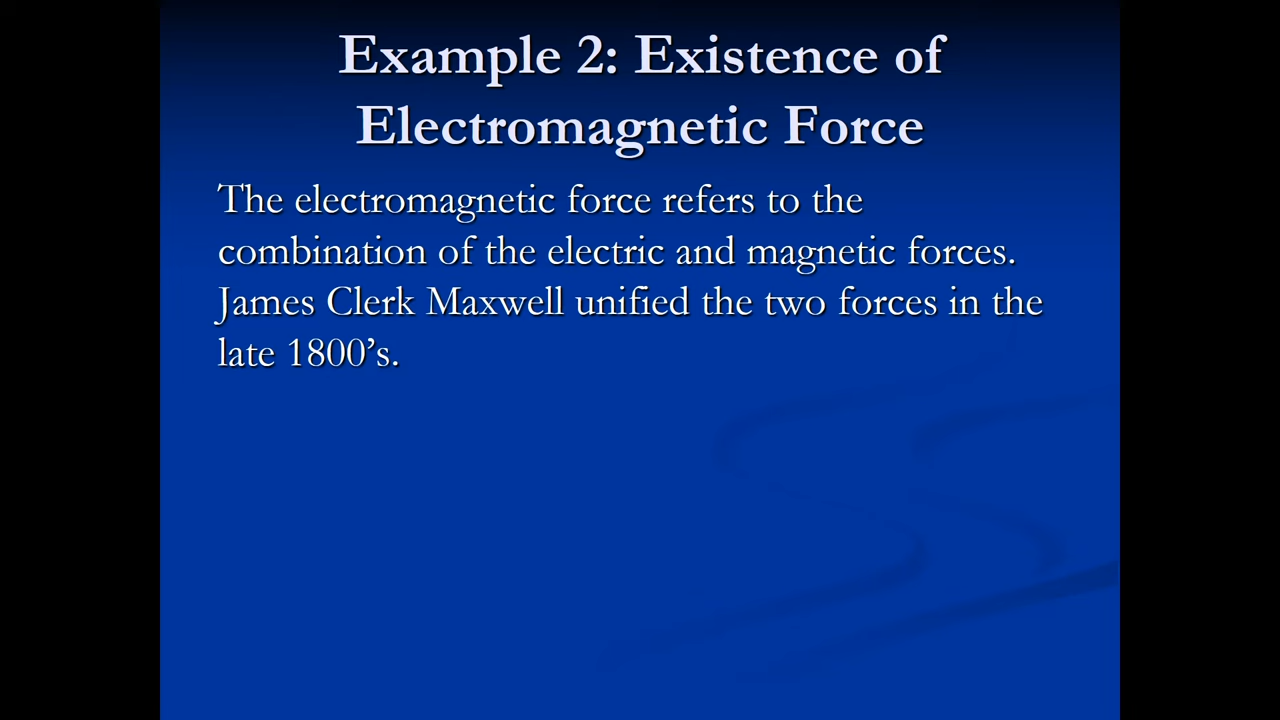 Example 2: Existence of
Electromagnetic Force
The electromagnetic force refers to the
combination of the electric and magnetic forces.
James Clerk Maxwell unified the two forces in the
late 1800’s.